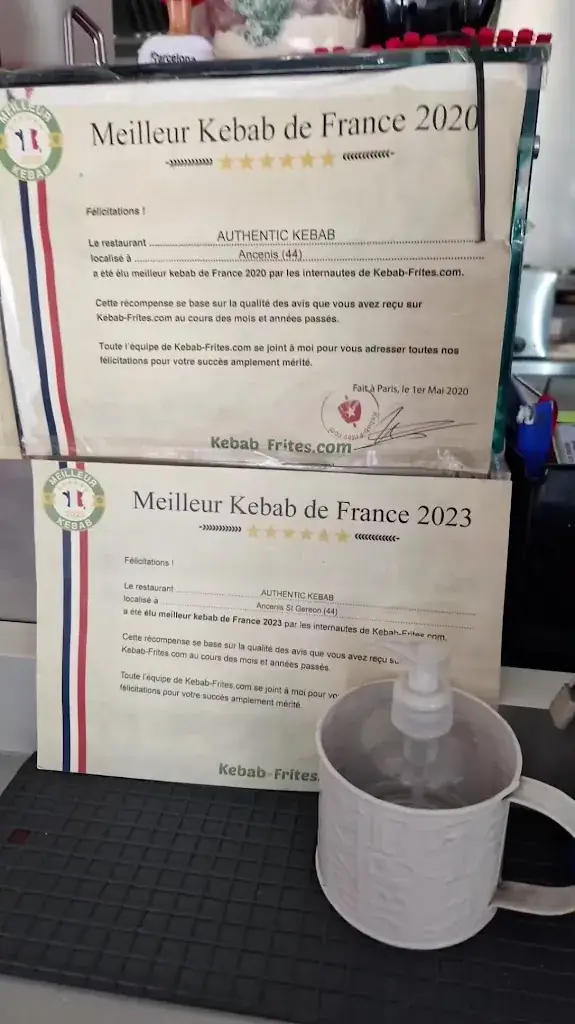 Barcelona
MEILLEUR
KEBAB
Meilleur Kebab de France 2020
Félicitations !
Le restaurant AUTHENTIC KEBAB
localisé à Ancenis (44)
a été élu meilleur kebab de France 2020 par les internautes de Kebab-Frites.com.
Cette récompense se base sur la qualité des avis que vous avez reçu sur
Kebab-Frites.com au cours des mois et années passés.
Toute l'équipe de Kebab-Frites.com se joint à moi pour vous adresser toutes nos
félicitations pour votre succès amplement mérité.
Fait à Paris, le 1er Mai 2020
Kebab-Frites.com
MEILLEUR
KEBAB
Meilleur Kebab de France 2023
Félicitations !
Le restaurant AUTHENTIC KEBAB
localisé à Ancenis St Gereon (44)
a été élu meilleur kebab de France 2023 par les internautes de Kebab-Frites.com.
Cette récompense se base sur la qualité des avis que vous avez reçu su
Kebab-Frites.com au cours des mois et années passés.
Toute l'équipe de Kebab-Frites.com se joint à moi pour vo
félicitations pour votre succès amplement mérité.
Kebab-Frites.